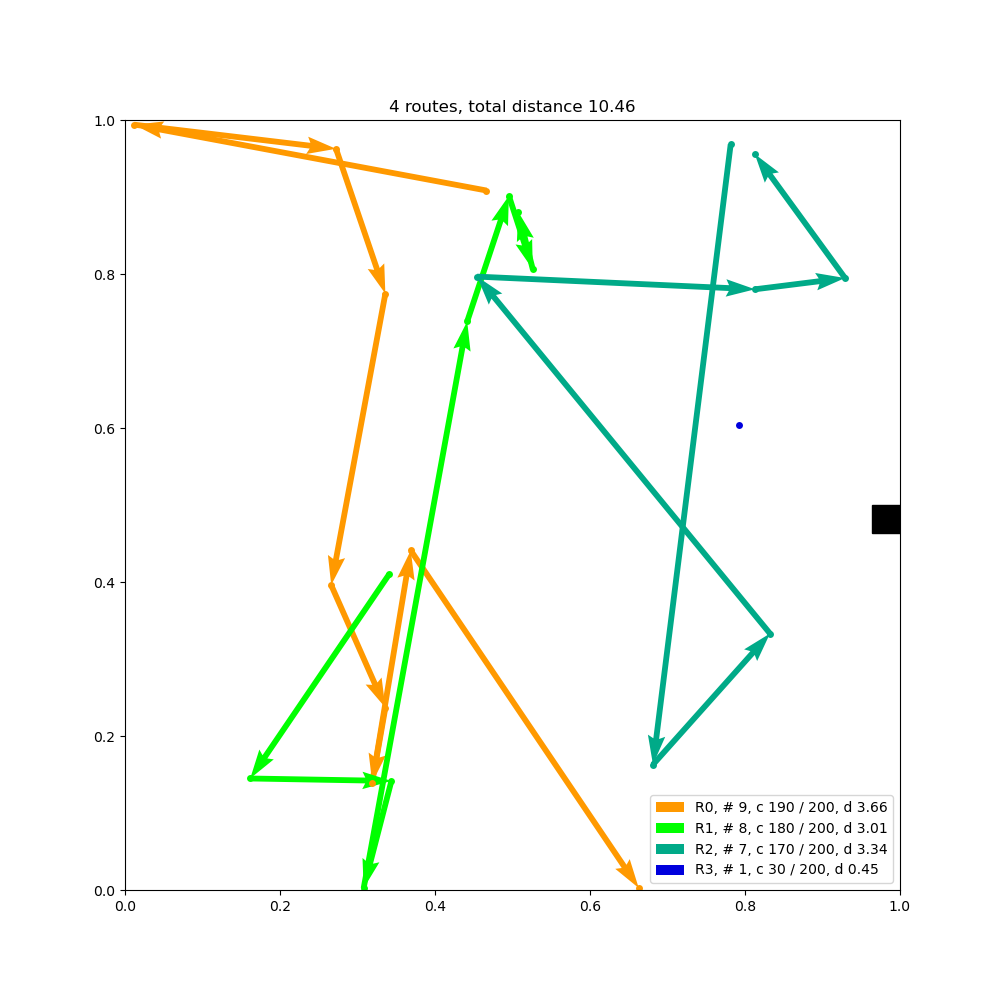 4 routes, total distance 10.46
1.0
0.8
0.6
0.4
0.2
0.0
R0, # 9, c 190 / 200, d 3.66
R1, # 8, c 180 / 200, d 3.01
R2, # 7, c 170 / 200, d 3.34
R3, # 1, c 30 / 200, d 0.45
0.0 0.2 0.4 0.6 0.8 1.0